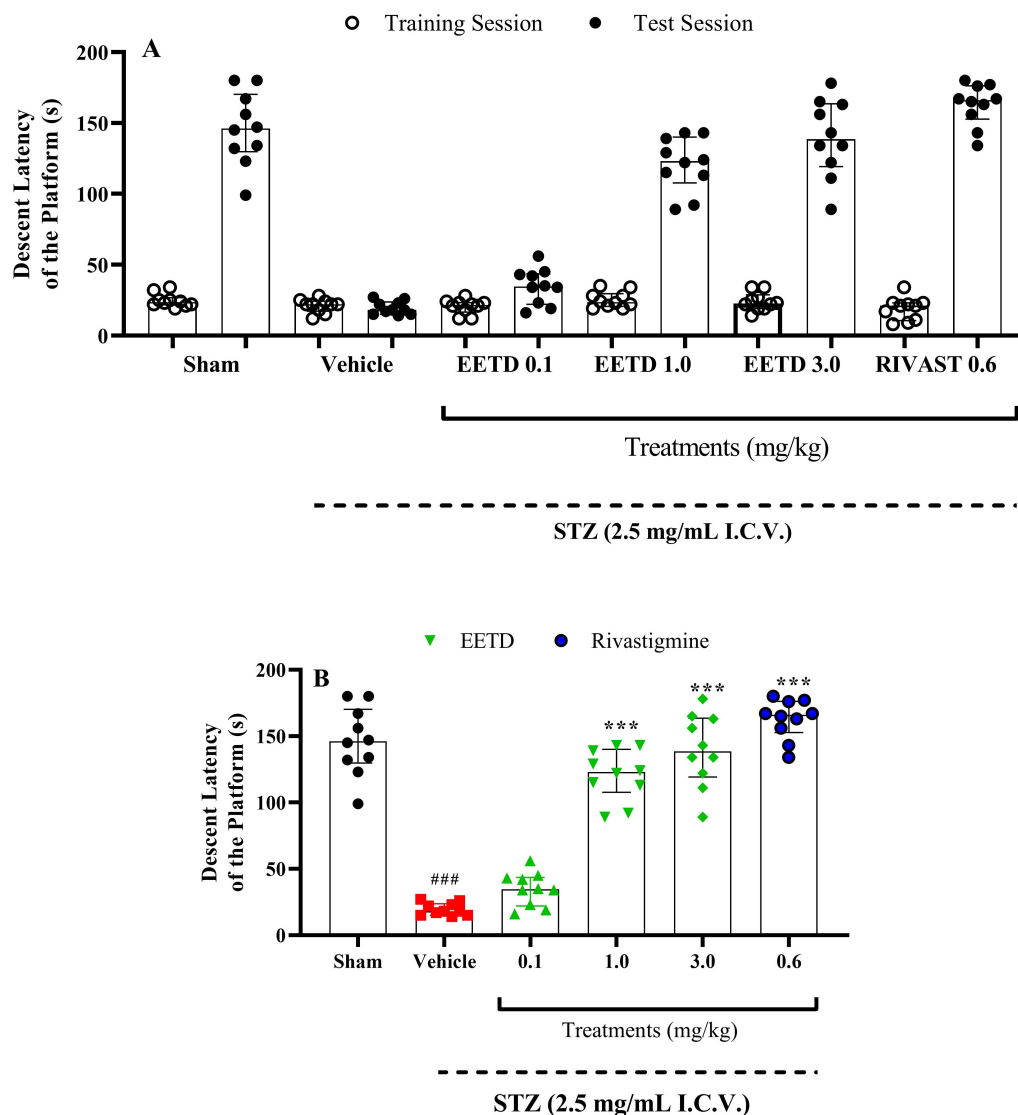 Training Session Test Session
A
Descent Latency
of the Platform (s)
200
150
100
50
0
Sham Vehicle EETD 0.1 EETD 1.0 EETD 3.0 RIVAST 0.6
Treatments (mg/kg)
STZ (2.5 mg/mL I.C.V.)
EETD Rivastigmine
B
Descent Latency
of the Platform (s)
200
150
100
50
0
###
***
***
***
Sham Vehicle 0.1 1.0 3.0 0.6
Treatments (mg/kg)
STZ (2.5 mg/mL I.C.V.)